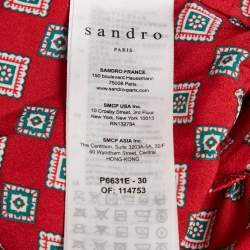 sandro
PARIS
SANDRO FRANCE
150 boulevard Haussmann
75008 Paris
www.sandro-paris.com
SMCP USA Inc.
10 Crosby Street, 3rd Floor
New York, New York 10013
RN132784
SMCP ASIA Inc.
The Centrium, Suite 3203A-5A, 32/F
60 Wyndham Street, Central
HONG-KONG
P6631E - 30
OF: 114753